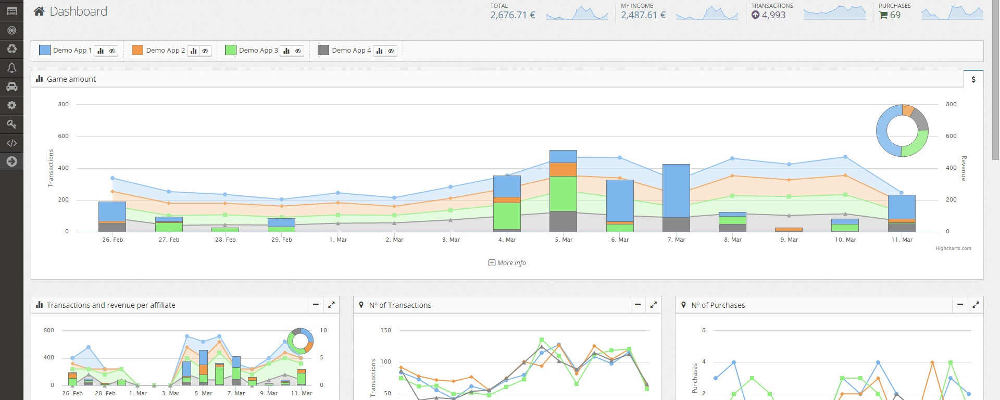 Dashboard
TOTAL
2,676.71 €
MY INCOME
2,487.61 €
TRANSACTIONS
4,993
PURCHASES
69
Demo App 1
Demo App 2
Demo App 3
Demo App 4
Game amount
$
Transactions
800
600
400
200
0
800
600
400
200
0
Revenue
26. Feb 27. Feb 28. Feb 29. Feb 1. Mar 2. Mar 3. Mar 4. Mar 5. Mar 6. Mar 7. Mar 8. Mar 9. Mar 10. Mar 11. Mar
Highcharts.com
More info
Transactions and revenue per affiliate
800
400
0
10
5
0
26. Feb 28. Feb 1. Mar 3. Mar 5. Mar 7. Mar 9. Mar 11. Mar
Nº of Transactions
Transactions
150
100
50
Nº of Purchases
Purchases
6
4
2